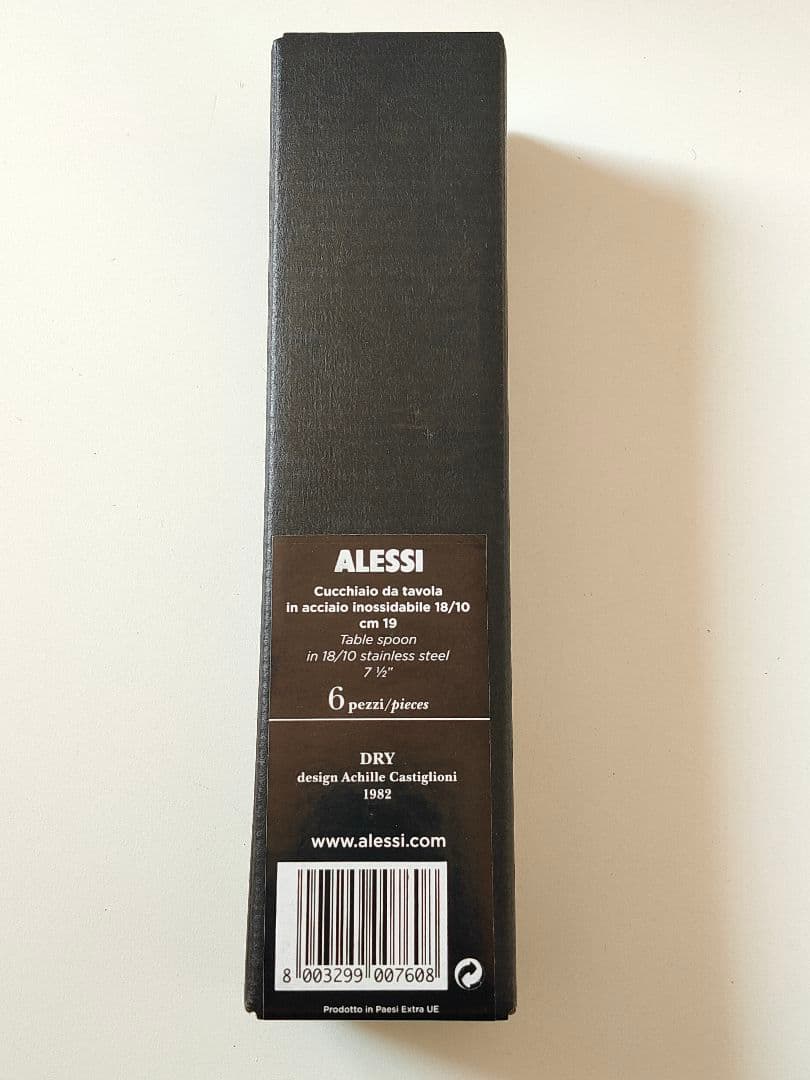 ALESSI
Cucchiaio da tavola
in acciaio inossidabile 18/10
cm 19
Table spoon
in 18/10 stainless steel
7 ½"
6 pezzi/pieces
DRY
design Achille Castiglioni
1982
www.alessi.com
8 003299 007608
Prodotto in Paesi Extra UE